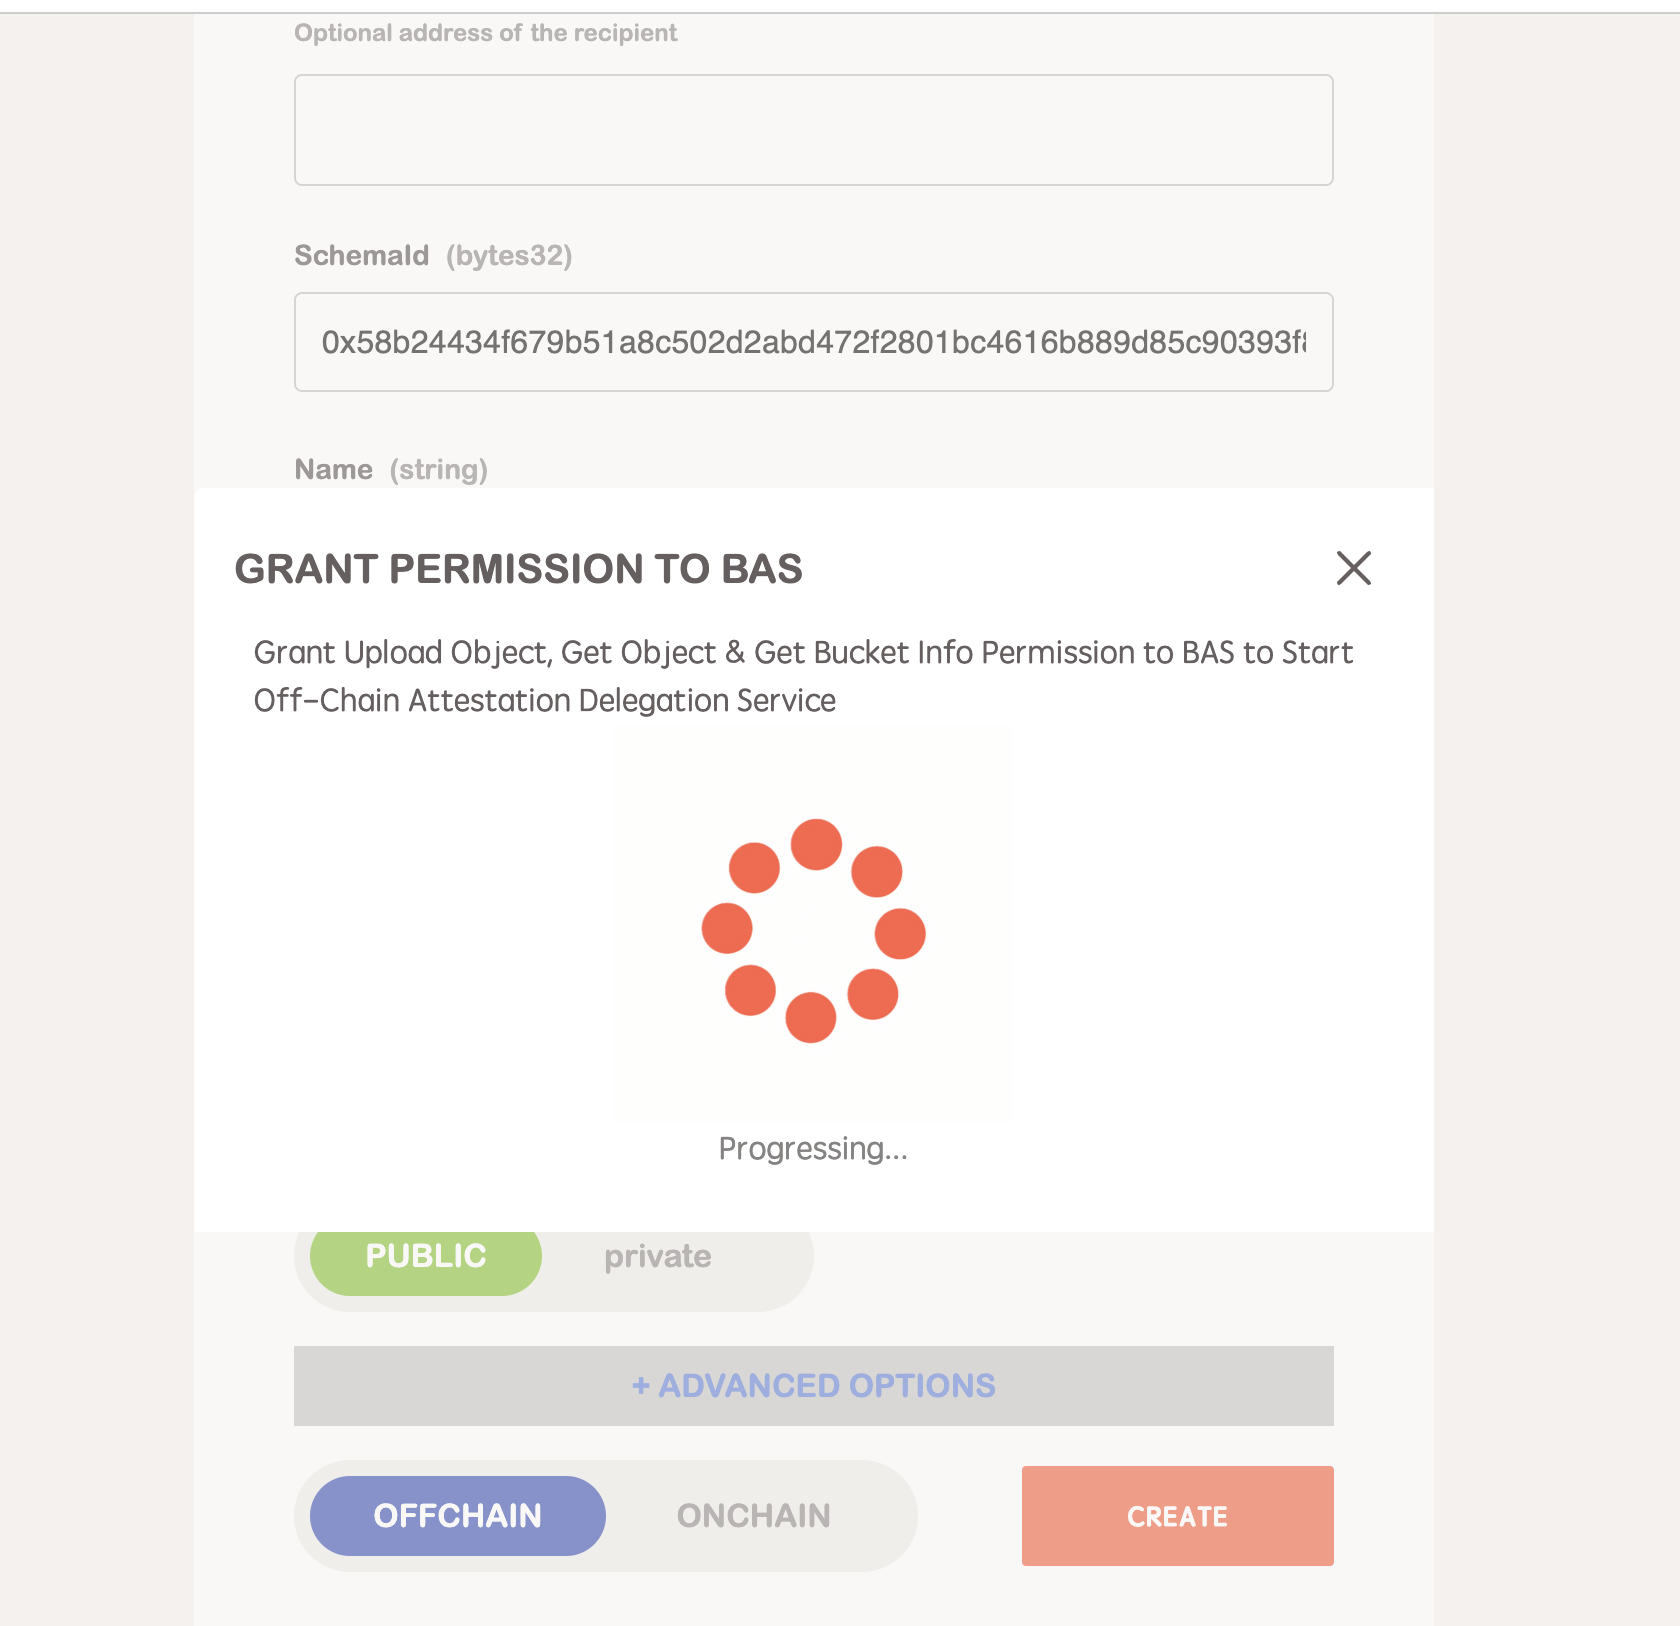 Optional address of the recipient
SchemaId (bytes32)
0x58b24434f679b51a8c502d2abd472f2801bc4616b889d85c90393f
Name (string)
GRANT PERMISSION TO BAS
Grant Upload Object, Get Object & Get Bucket Info Permission to BAS to Start
Off-Chain Attestation Delegation Service
Progressing...
PUBLIC private
+ ADVANCED OPTIONS
OFFCHAIN ONCHAIN CREATE